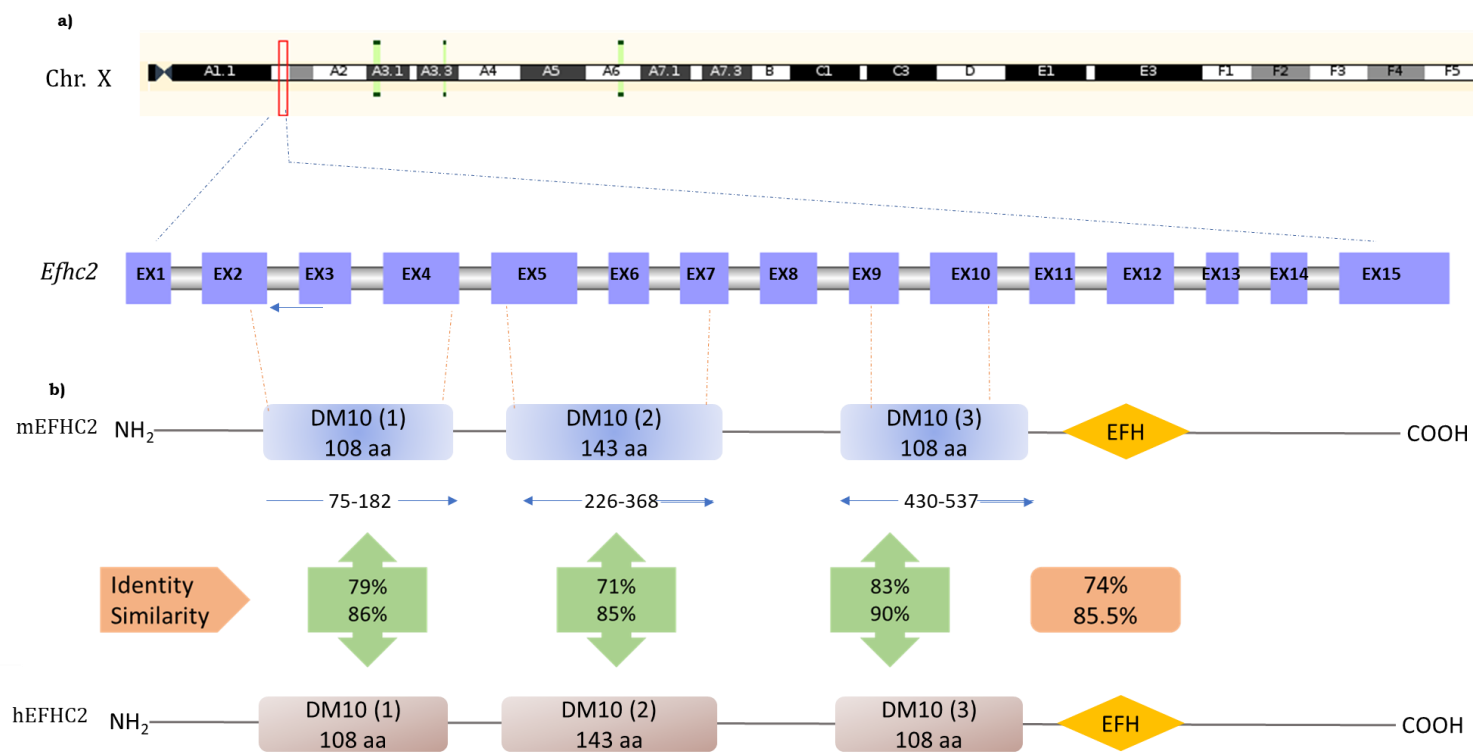 a)
Chr. X
A1.1 A2 A3.1 A3.3 A4 A5 A6 A7.1 A7.3 B C1 C3 D E1 E3 F1 F2 F3 F4 F5
Efhc2
EX1 EX2 EX3 EX4 EX5 EX6 EX7 EX8 EX9 EX10 EX11 EX12 EX13 EX14 EX15
b)
mEFHC2
NH2
DM10 (1)
108 aa
DM10 (2)
143 aa
DM10 (3)
108 aa
EFH
COOH
75-182
226-368
430-537
Identity
Similarity
79%
86%
71%
85%
83%
90%
74%
85.5%
hEFHC2
NH2
DM10 (1)
108 aa
DM10 (2)
143 aa
DM10 (3)
108 aa
EFH
COOH